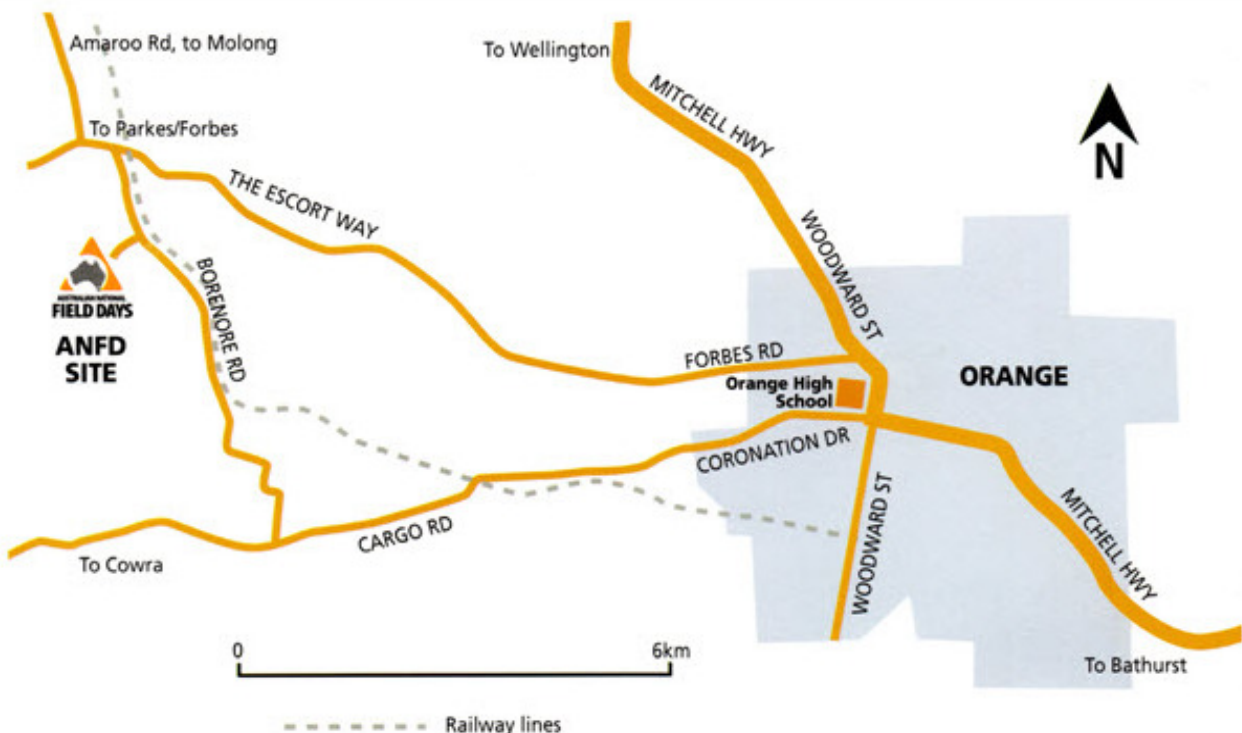 Amaroo Rd, to Molong
To Wellington
MITCHELL HWY
To Parkes/Forbes
N
THE ESCORT WAY
WOODWARD ST
BORENORE RD
AUSTRALIAN NATIONAL
FIELD DAYS
ANFD
SITE
FORBES RD
Orange High
School
ORANGE
CORONATION DR
MITCHELL HWY
WOODWARD ST
CARGO RD
To Cowra
0
6km
To Bathurst
Railway lines